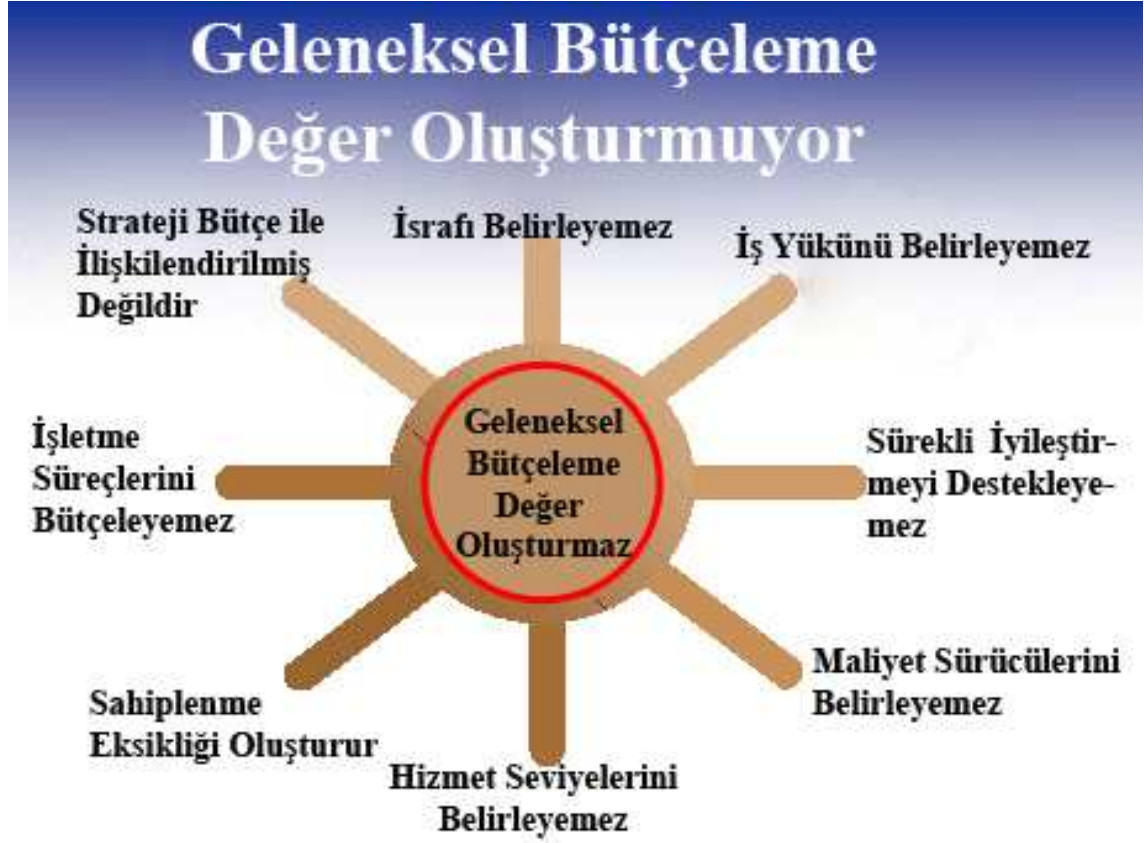 Geleneksel Bütçeleme
Değer Oluşturmuyor
Strateji Bütçe ile
İlişkilendirilmiş
Değildir
İsrafı Belirleyemez
İş Yükünü Belirleyemez
İşletme
Süreçlerini
Bütçeleyemez
Geleneksel
Bütçeleme
Değer
Oluşturmaz
Sürekli İyileştir-
meyi Destekleye-
mez
Sahiplenme
Eksikliği Oluşturur
Hizmet Seviyelerini
Belirleyemez
Maliyet Sürücülerini
Belirleyemez